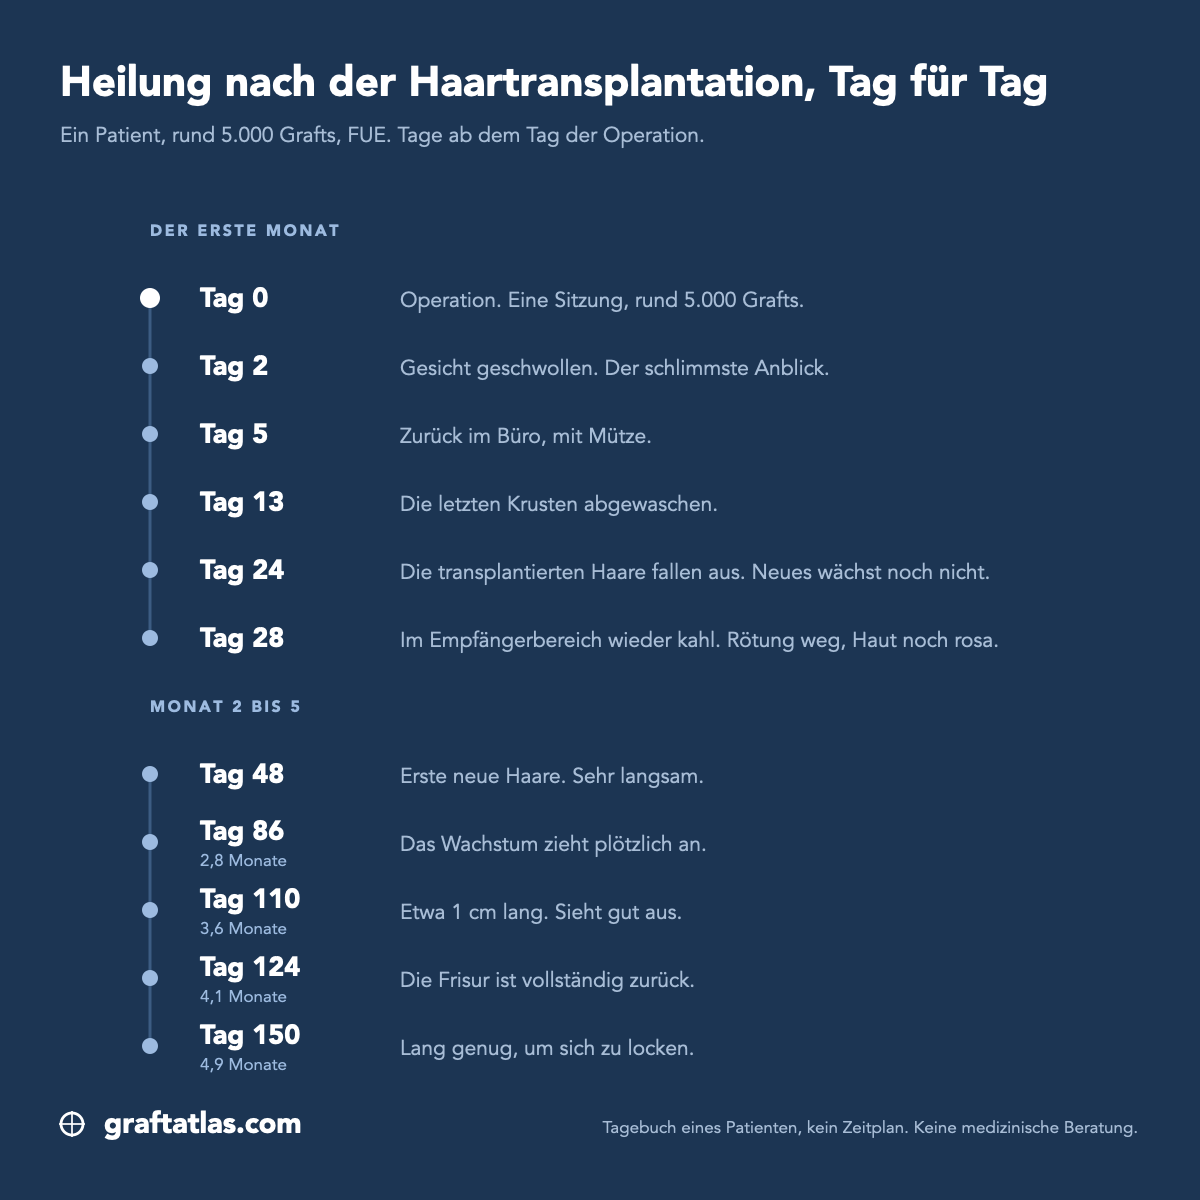 Heilung nach der Haartransplantation, Tag für Tag
Ein Patient, rund 5.000 Grafts, FUE. Tage ab dem Tag der Operation.
DER ERSTE MONAT
Tag 0 Operation. Eine Sitzung, rund 5.000 Grafts.
Tag 2 Gesicht geschwollen. Der schlimmste Anblick.
Tag 5 Zurück im Büro, mit Mütze.
Tag 13 Die letzten Krusten abgewaschen.
Tag 24 Die transplantierten Haare fallen aus. Neues wächst noch nicht.
Tag 28 Im Empfängerbereich wieder kahl. Rötung weg, Haut noch rosa.
MONAT 2 BIS 5
Tag 48 Erste neue Haare. Sehr langsam.
Tag 86 Das Wachstum zieht plötzlich an.
2,8 Monate
Tag 110 Etwa 1 cm lang. Sieht gut aus.
3,6 Monate
Tag 124 Die Frisur ist vollständig zurück.
4,1 Monate
Tag 150 Lang genug, um sich zu locken.
4,9 Monate
graftatlas.com Tagebuch eines Patienten, kein Zeitplan. Keine medizinische Beratung.